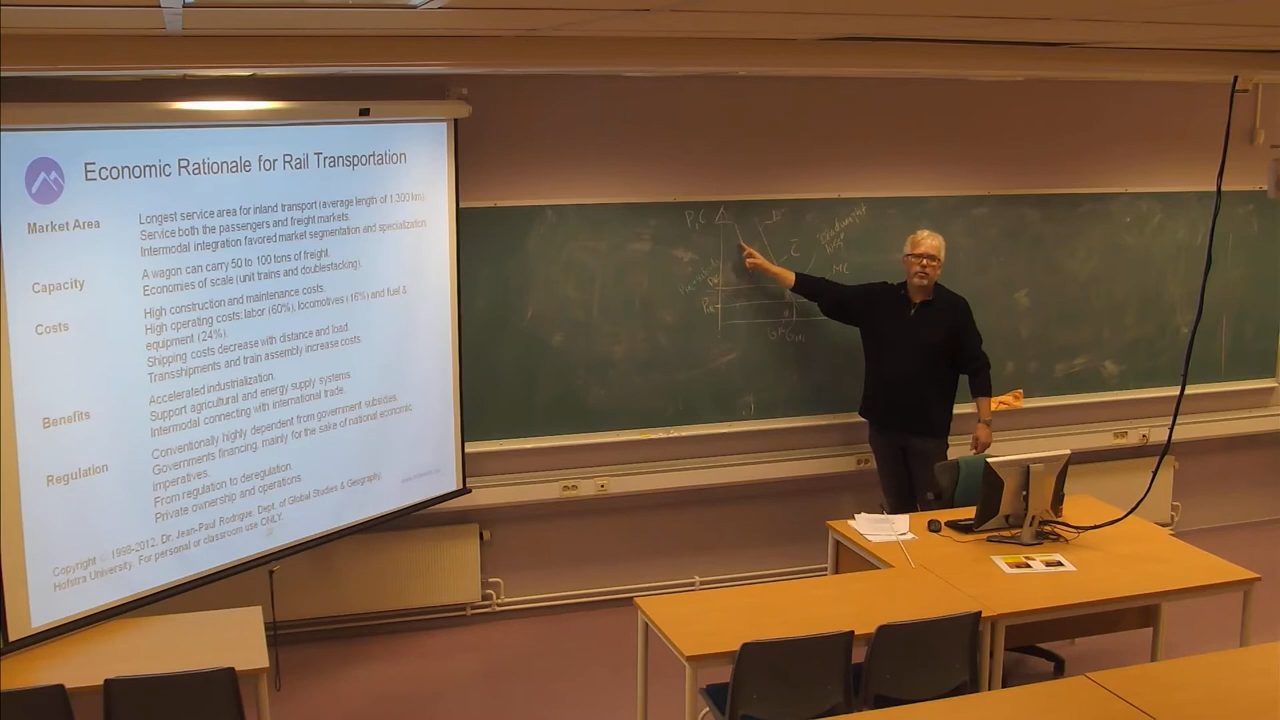 Economic Rationale for Rail Transportation
Market Area
Longest service area for inland transport (average length of 1,300 km).
Service both the passengers and freight markets.
Intermodal integration favored market segmentation and specialization
Capacity
A wagon can carry 50 to 100 tons of freight.
Economies of scale (unit trains and doublestacking).
Costs
High construction and maintenance costs.
High operating costs: labor (60%), locomotives (16%) and fuel &
equipment (24%).
Shipping costs decrease with distance and load.
Transshipments and train assembly increase costs.
Benefits
Accelerated industrialization.
Support agricultural and energy supply systems
Intermodal connecting with international trade.
Regulation
Conventionally highly dependent from government subsidies.
Governments financing, mainly for the sake of national economic
imperatives.
From regulation to deregulation.
Private ownership and operations
Copyright © 1998-2012, Dr. Jean-Paul Rodrigue, Dept. of Global Studies & Geography,
Hofstra University. For personal or classroom use ONLY.
P,C
D
MC